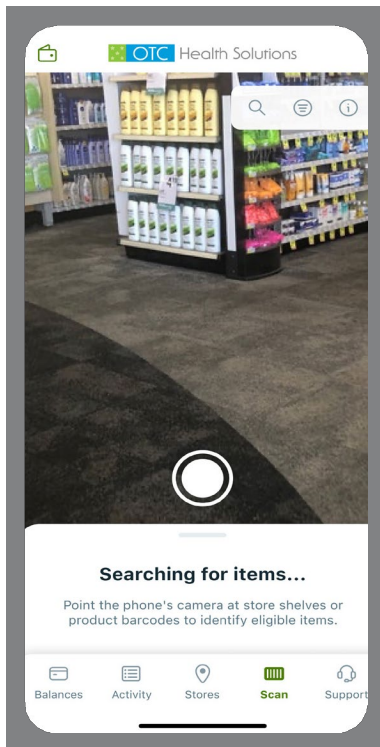 OTC Health Solutions
Searching for items...
Point the phone's camera at store shelves or
product barcodes to identify eligible items.
Balances
Activity
Stores
Scan
Support